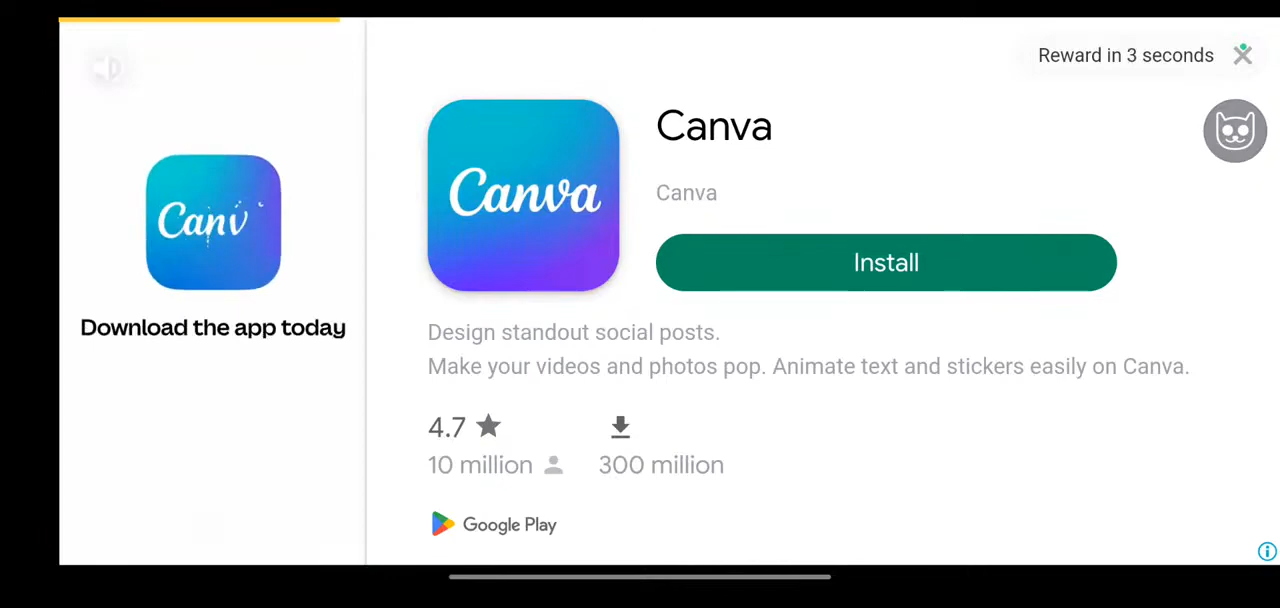 Reward in 3 seconds
Canv
Download the app today
Canva
Canva
Canva
Install
Design standout social posts.
Make your videos and photos pop. Animate text and stickers easily on Canva.
4.7
10 million
300 million
Google Play